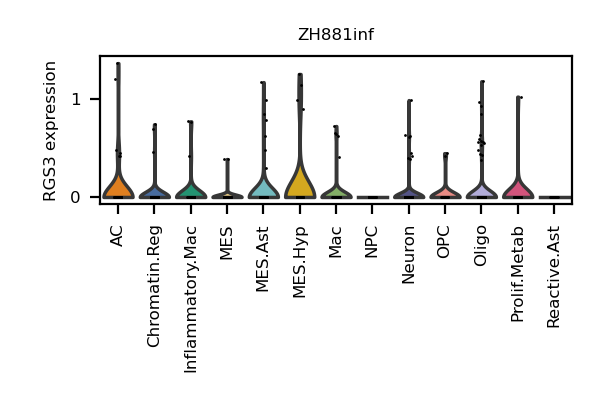 ZH881inf
RGS3 expression
1
0
AC
Chromatin.Reg
Inflammatory.Mac
MES
MES.Ast
MES.Hyp
Mac
NPC
Neuron
OPC
Oligo
Prolif.Metab
Reactive.Ast